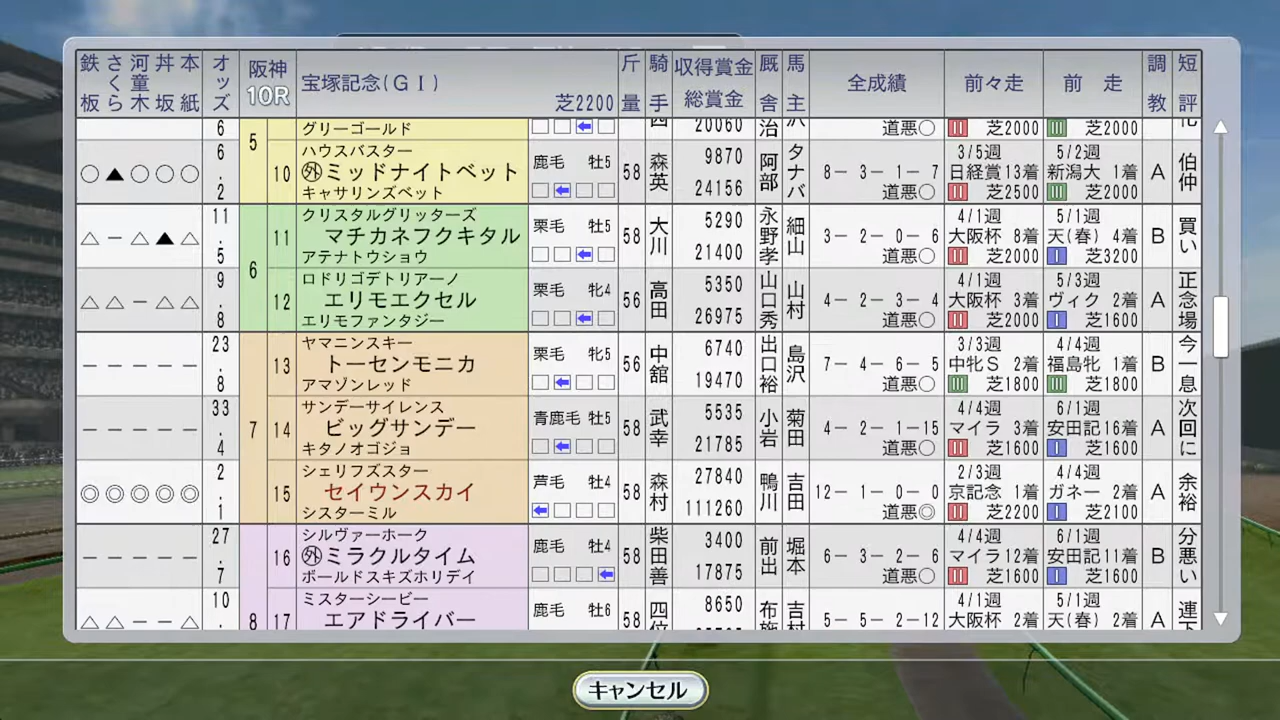 鉄板 さくら 河童木 丼坂 本紙 オッズ 阪神10R 宝塚記念(GⅠ) 芝2200 斤量 騎手 収得賞金 総賞金 厩舎 馬主 全成績 前々走 前 走 調教 短評
6 5 グリーゴールド 20060 治 道悪○ Ⅱ 芝2000 Ⅲ 芝2000
○ ▲ ○ ○ ○ 6.2 10 ハウスバスター
外 ミッドナイトベット
キャサリンズベット
鹿毛 牡5 58 森英 9870 24156 阿部 タナバ 8- 3- 1- 7 道悪○
3/5週 日経賞13着 Ⅱ 芝2500
5/2週 新潟大 1着 Ⅲ 芝2000 A 伯仲
△ - △ ▲ △ 11.5 6 11 クリスタルグリッターズ
マチカネフクキタル
アテナトウショウ
栗毛 牡5 58 大川 5290 21400 永野孝 細山 3- 2- 0- 6 道悪○
4/1週 大阪杯 8着 Ⅱ 芝2000
5/1週 天(春) 4着 Ⅰ 芝3200 B 買い
△ △ - △ △ 9.8 12 ロドリゴデトリアーノ
エリモエクセル
エリモファンタジー
栗毛 牝4 56 高田 5350 26975 山口秀 山村 4- 2- 3- 4 道悪○
4/1週 大阪杯 3着 Ⅱ 芝2000
5/3週 ヴィク 2着 Ⅰ 芝1600 A 正念場
- - - - - 23.8 7 13 ヤマニンスキー
トーセンモニカ
アマゾンレッド
栗毛 牝5 56 中舘 6740 19470 出口裕 島沢 7- 4- 6- 5 道悪○
3/3週 中牝S 2着 Ⅲ 芝1800
4/4週 福島牝 1着 Ⅲ 芝1800 B 今一息
- - - - - 33.4 14 サンデーサイレンス
ビッグサンデー
キタノオゴジョ
青鹿毛 牡5 58 武幸 5535 21785 小岩 菊田 4- 2- 1-15 道悪○
4/4週 マイラ 3着 Ⅱ 芝1600
6/1週 安田記16着 Ⅰ 芝1600 A 次回に
◎ ◎ ◎ ◎ ◎ 2.1 15 シェリフズスター
セイウンスカイ
シスターミル
芦毛 牡4 58 森村 27840 111260 鴨川 吉田 12- 1- 0- 0 道悪◎
2/3週 京記念 1着 Ⅱ 芝2200
4/4週 ガネー 2着 Ⅰ 芝2100 A 余裕
- - - - - 27.7 8 16 シルヴァーホーク
外 ミラクルタイム
ボールドスキズホリデイ
鹿毛 牡4 58 柴田善 3400 17875 前出 堀本 6- 3- 2- 6 道悪○
4/4週 マイラ12着 Ⅱ 芝1600
6/1週 安田記11着 Ⅰ 芝1600 B 分悪い
△ △ - - △ 10 17 ミスターシービー
エアドライバー
鹿毛 牡6 58 四位 8650 布施 吉村 5- 5- 2-12
4/1週 大阪杯 2着
5/1週 天(春) 2着 A 連下
キャンセル